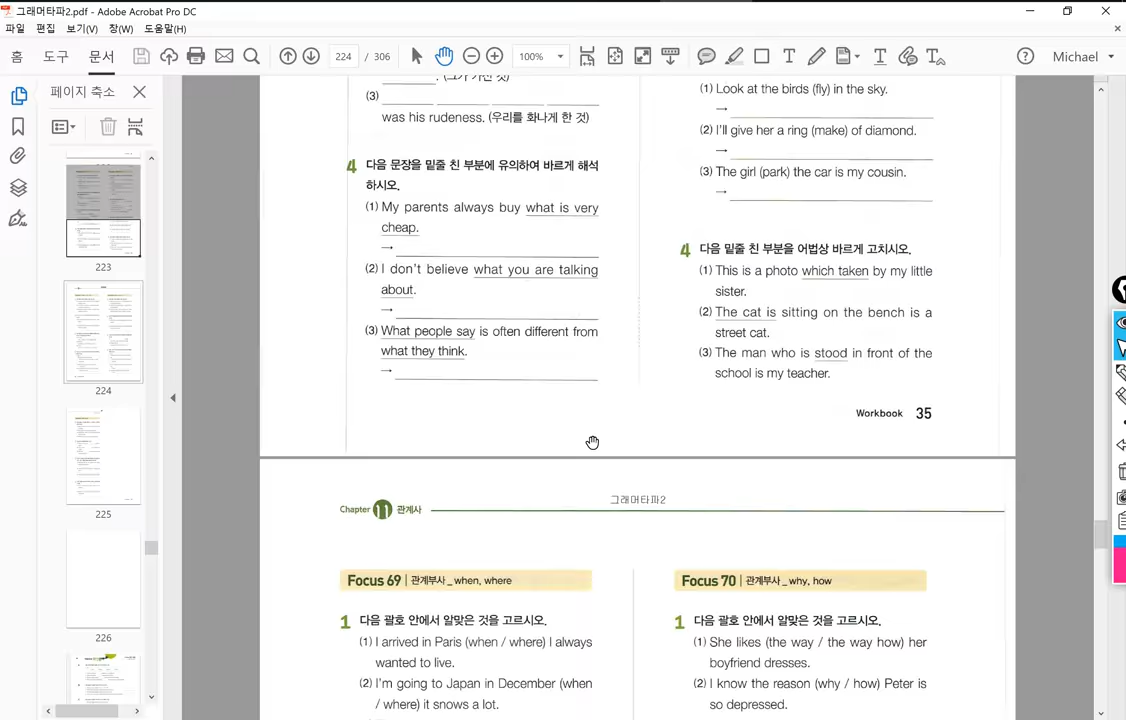 그래머타파2.pdf - Adobe Acrobat Pro DC
파일 편집 보기(V) 창(W) 도움말(H)
홈 도구 문서 224 / 306 100% Michael
페이지 축소
223
224
225
226
(3)
was his rudeness. (우리를 화나게 한 것)
4 다음 문장을 밑줄 친 부분에 유의하여 바르게 해석
하시오.
(1) My parents always buy what is very
cheap.
→
(2) I don't believe what you are talking
about.
→
(3) What people say is often different from
what they think.
→
(1) Look at the birds (fly) in the sky.
→
(2) I'll give her a ring (make) of diamond.
→
(3) The girl (park) the car is my cousin.
→
4 다음 밑줄 친 부분을 어법상 바르게 고치시오.
(1) This is a photo which taken by my little
sister.
(2) The cat is sitting on the bench is a
street cat.
(3) The man who is stood in front of the
school is my teacher.
Workbook 35
그래머타파2
Chapter 11 관계사
Focus 69 | 관계부사_when, where
1 다음 괄호 안에서 알맞은 것을 고르시오.
(1) I arrived in Paris (when / where) I always
wanted to live.
(2) I'm going to Japan in December (when
/ where) it snows a lot.
Focus 70 | 관계부사_why, how
1 다음 괄호 안에서 알맞은 것을 고르시오.
(1) She likes (the way / the way how) her
boyfriend dresses.
(2) I know the reason (why / how) Peter is
so depressed.